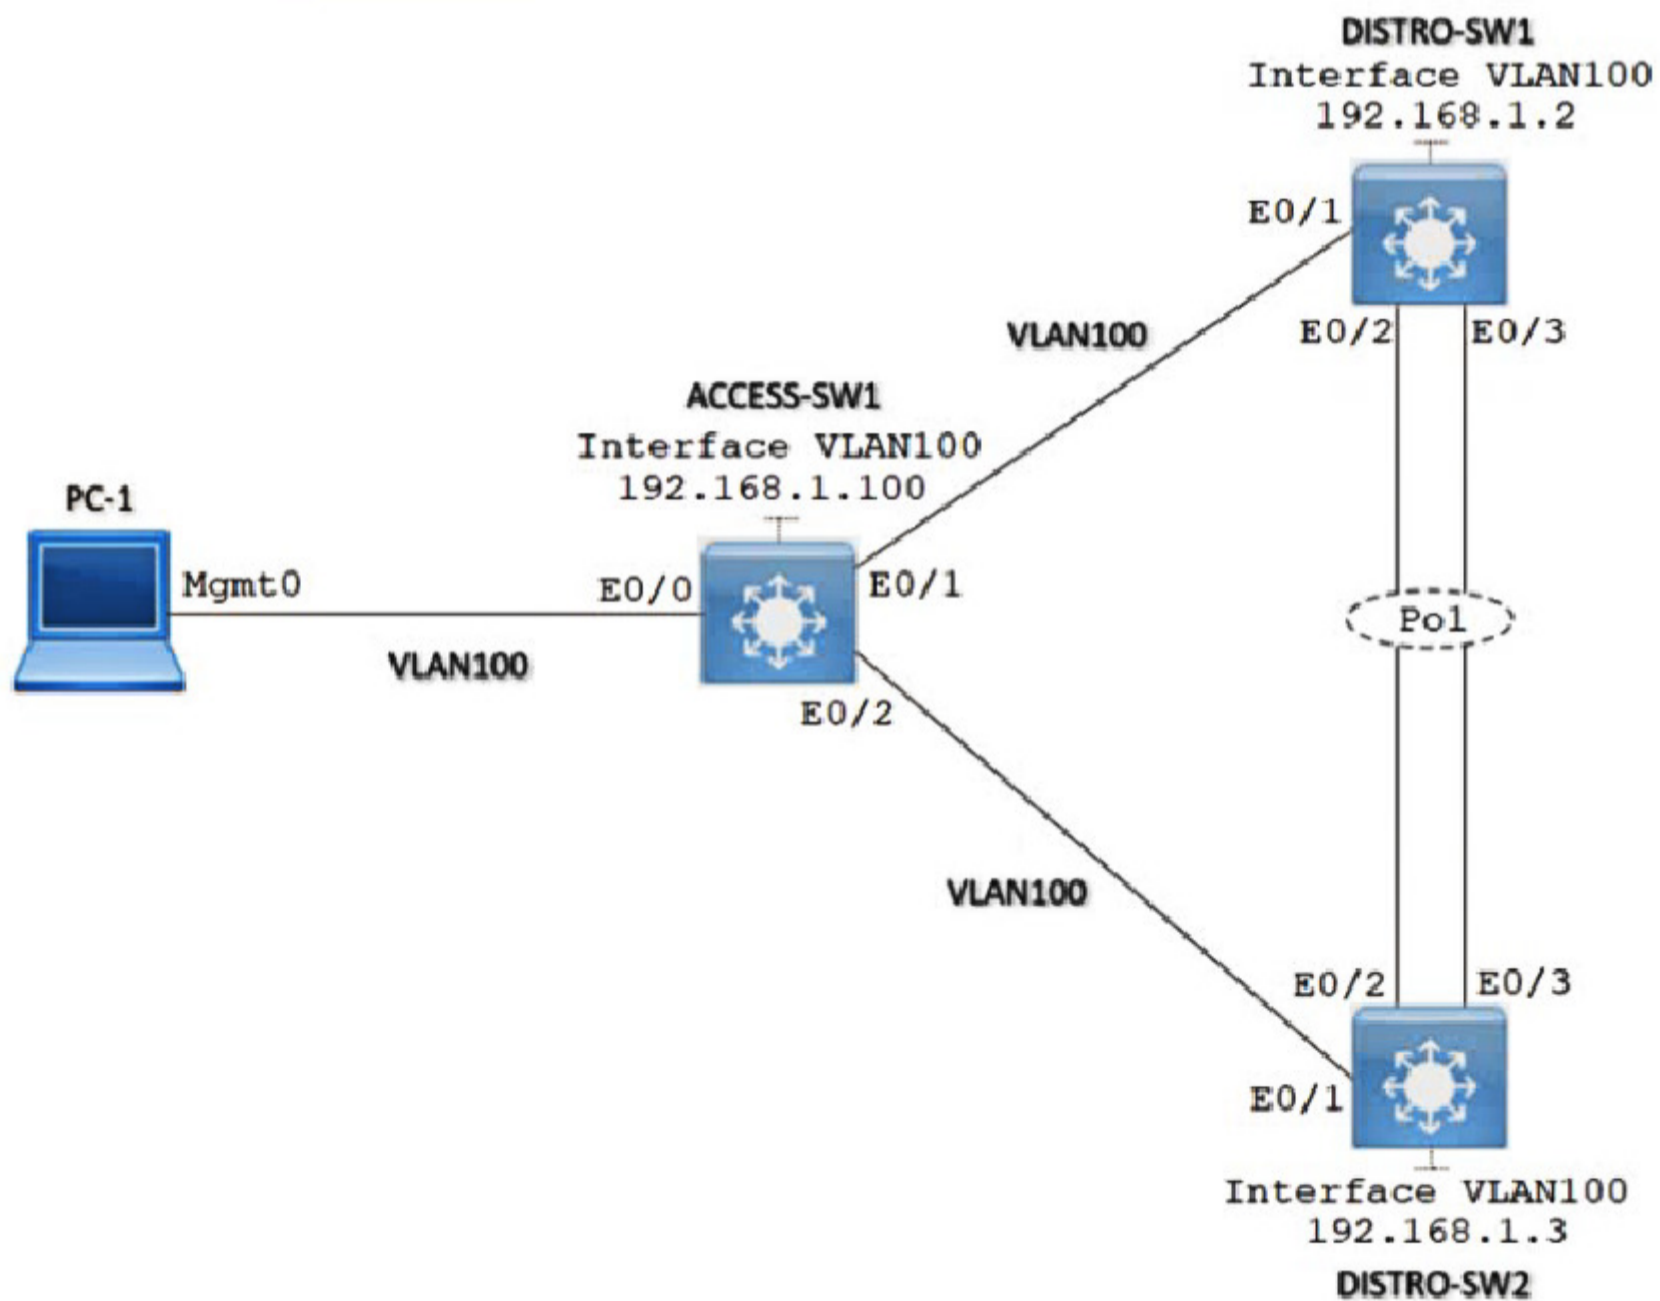 DISTRO-SW1
Interface VLAN100
192.168.1.2
E0/1
E0/2
E0/3
VLAN100
ACCESS-SW1
Interface VLAN100
192.168.1.100
PC-1
Mgmt0
E0/0
E0/1
VLAN100
E0/2
Po1
VLAN100
E0/2
E0/3
E0/1
Interface VLAN100
192.168.1.3
DISTRO-SW2